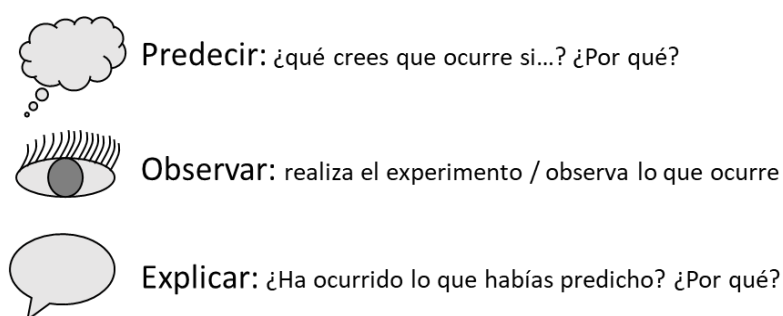 Predecir: ¿qué crees que ocurre si...? ¿Por qué?
Observar: realiza el experimento / observa lo que ocurre
Explicar: ¿Ha ocurrido lo que habías predicho? ¿Por qué?